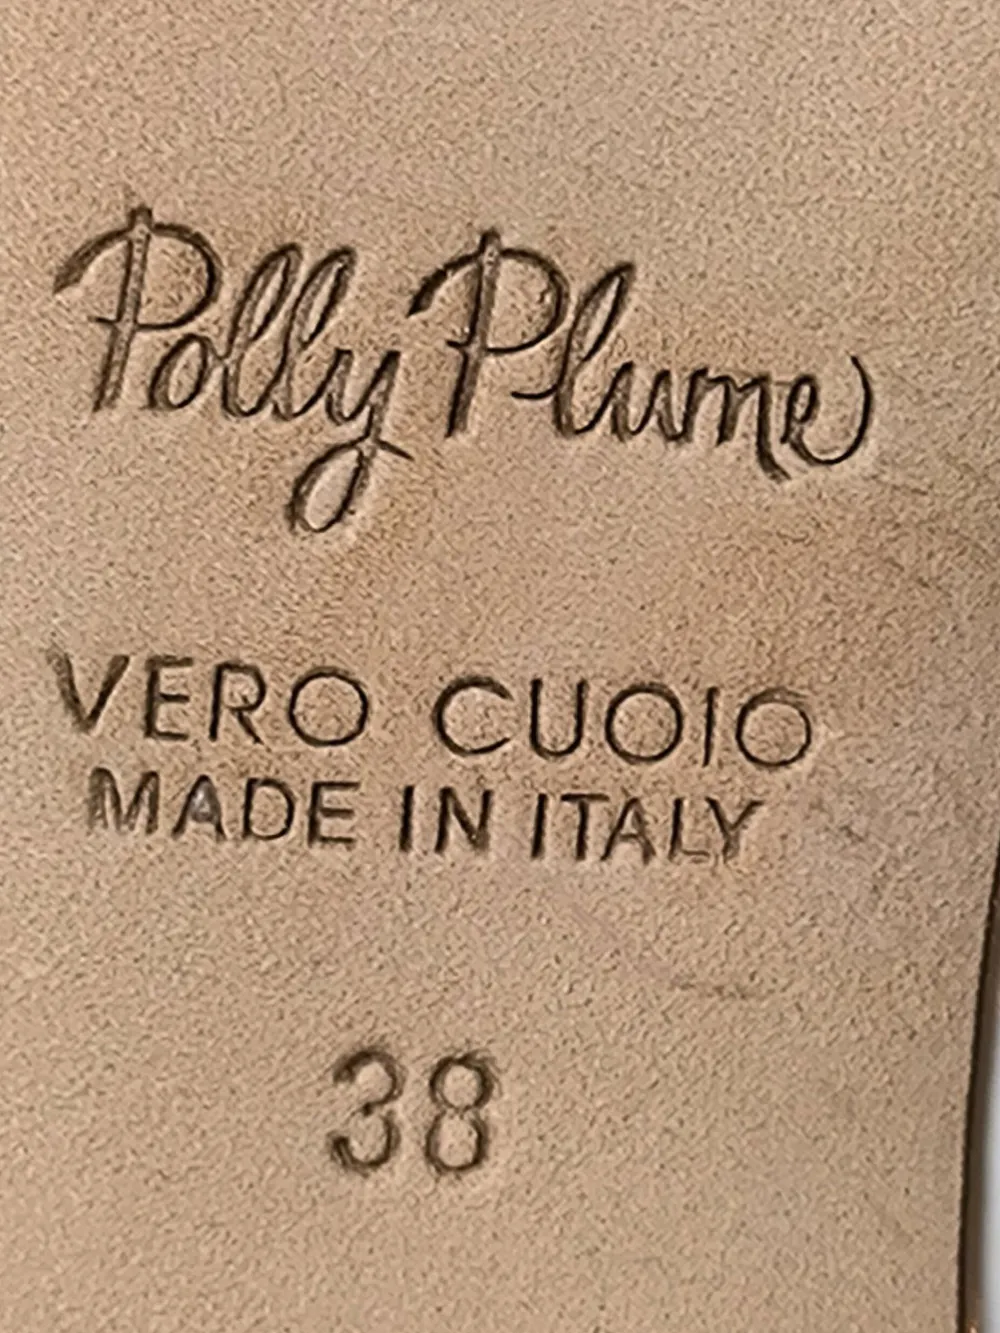 Polly Plume
VERO CUOIO
MADE IN ITALY
38